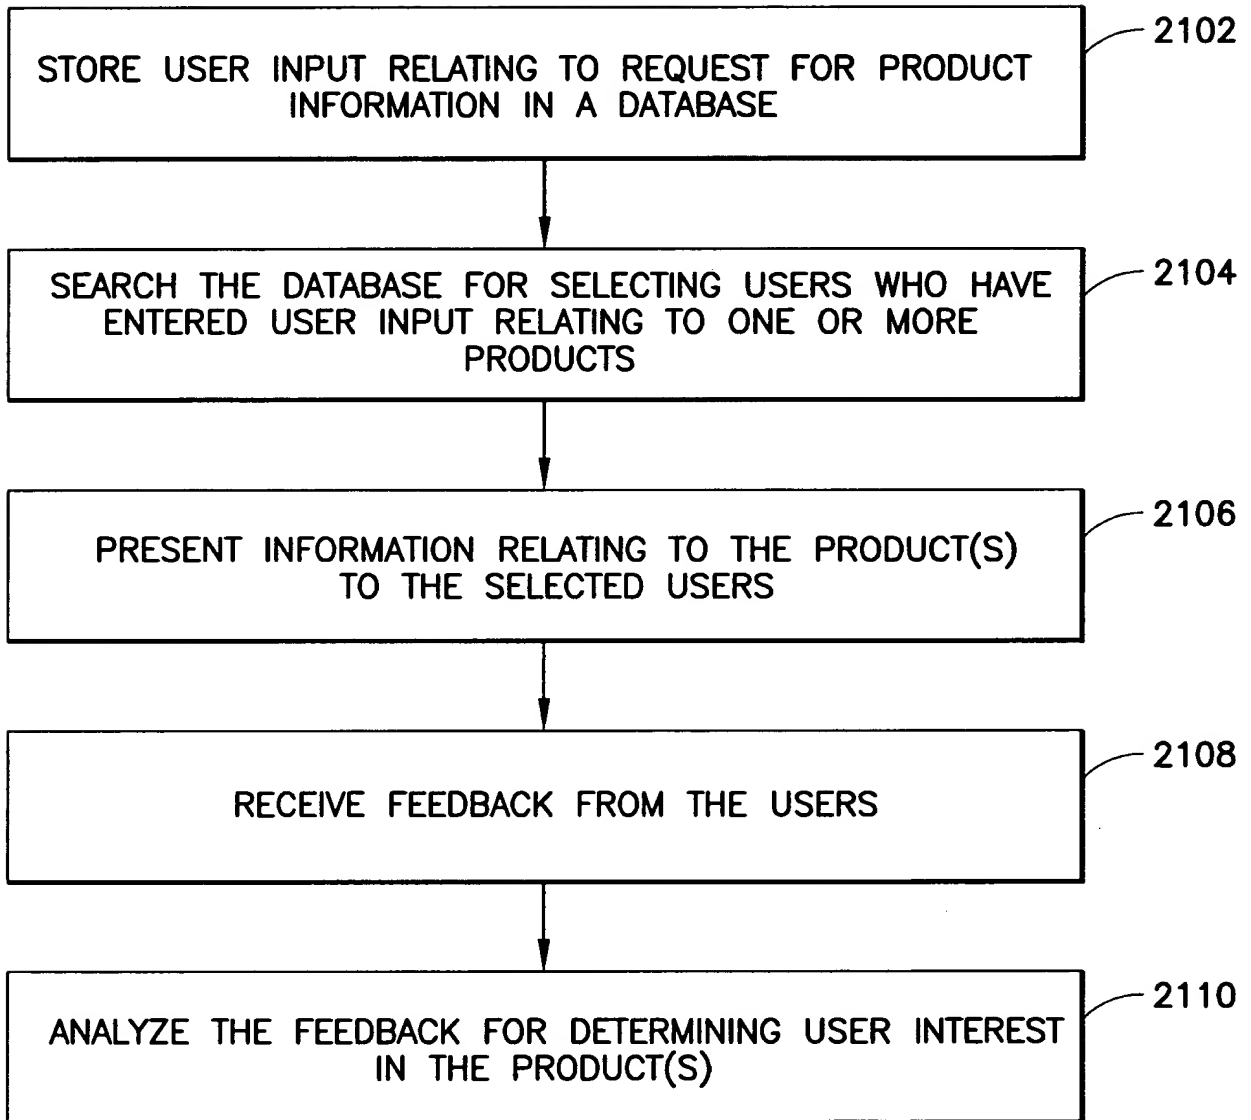 STORE USER INPUT RELATING TO REQUEST FOR PRODUCT
INFORMATION IN A DATABASE
2102
SEARCH THE DATABASE FOR SELECTING USERS WHO HAVE
ENTERED USER INPUT RELATING TO ONE OR MORE
PRODUCTS
2104
PRESENT INFORMATION RELATING TO THE PRODUCT(S)
TO THE SELECTED USERS
2106
RECEIVE FEEDBACK FROM THE USERS
2108
ANALYZE THE FEEDBACK FOR DETERMINING USER INTEREST
IN THE PRODUCT(S)
2110